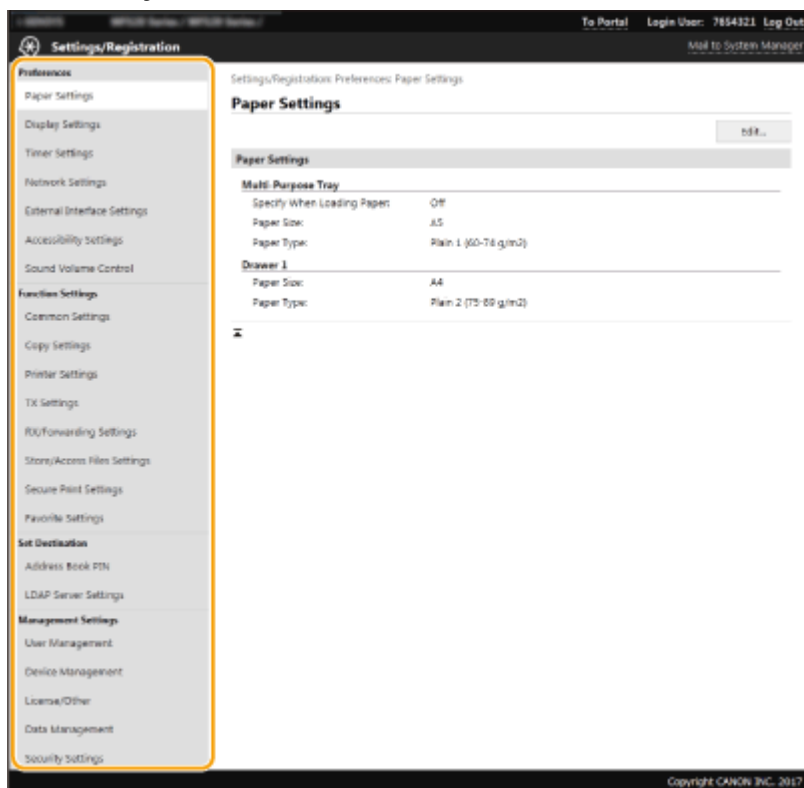 To Portal Login User: 7654321 Log Out
Settings/Registration
Mail to System Manager
Preferences
Paper Settings
Display Settings
Timer Settings
Network Settings
External Interface Settings
Accessibility Settings
Sound Volume Control
Function Settings
Common Settings
Copy Settings
Printer Settings
TX Settings
RX/Forwarding Settings
Store/Access Files Settings
Secure Print Settings
Favorite Settings
Set Destination
Address Book PIN
LDAP Server Settings
Management Settings
User Management
Device Management
License/Other
Data Management
Security Settings
Settings/Registration: Preferences: Paper Settings
Paper Settings
Edit...
Paper Settings
Multi-Purpose Tray
Specify When Loading Paper: Off
Paper Size: A5
Paper Type: Plain 1 (60-74 g/m2)
Drawer 1
Paper Size: A4
Paper Type: Plain 2 (75-89 g/m2)
Copyright CANON INC. 2017